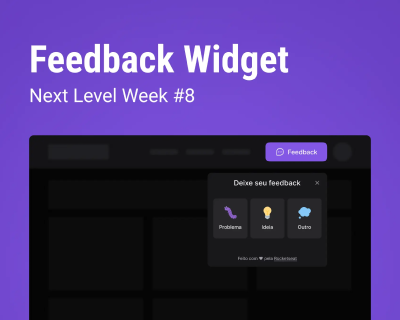 Feedback Widget
Next Level Week #8
Feedback
Deixe seu feedback
Problema
Ideia
Outro
Feito com ♥ pela Rocketseat